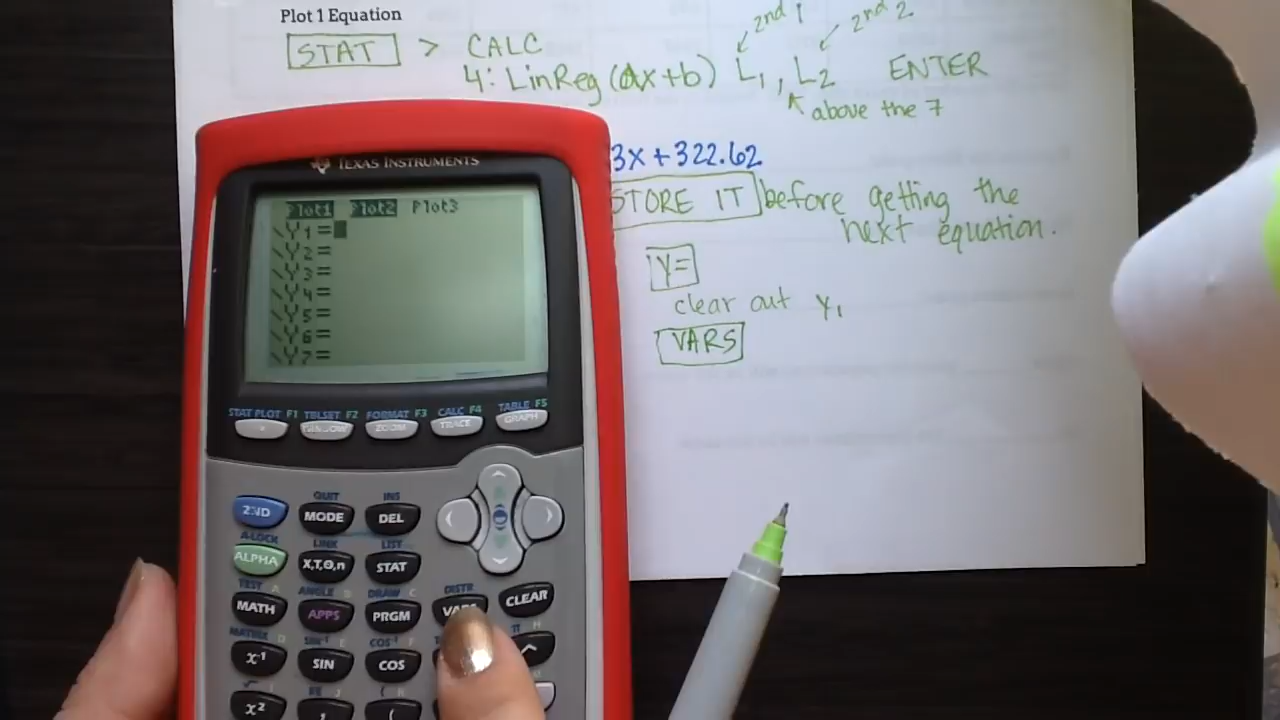 Plot 1 Equation
2nd 1
2nd 2
STAT > CALC
4: LinReg (ax+b) L1, L2 ENTER
above the 7
3x + 322.62
STORE IT before getting the
next equation.
Y=
clear out y1
VARS
TEXAS INSTRUMENTS
Plot1 Plot2 Plot3
\Y1=
\Y2=
\Y3=
\Y4=
\Y5=
\Y6=
\Y7=
STAT PLOT F1 TBLSET F2 FORMAT F3 CALC F4 TABLE F5
WINDOW ZOOM TRACE GRAPH
QUIT INS
2ND MODE DEL
A-LOCK LINK LIST
ALPHA X,T,Θ,n STAT
TEST A ANGLE B DRAW C DISTR
MATH APPS PRGM VARS CLEAR
MATRIX D SIN⁻¹ E COS⁻¹ F π H
x⁻¹ SIN COS ^
x²